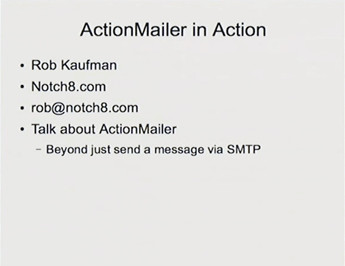 ActionMailer in Action
• Rob Kaufman
• Notch8.com
• rob@notch8.com
• Talk about ActionMailer
– Beyond just send a message via SMTP